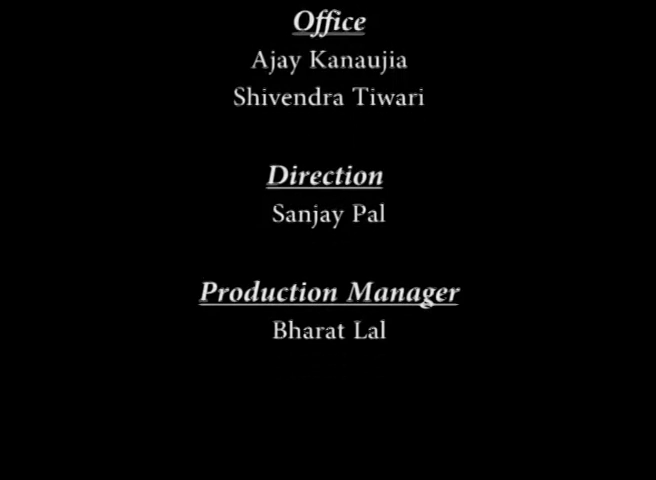 Office
Ajay Kanaujia
Shivendra Tiwari
Direction
Sanjay Pal
Production Manager
Bharat Lal